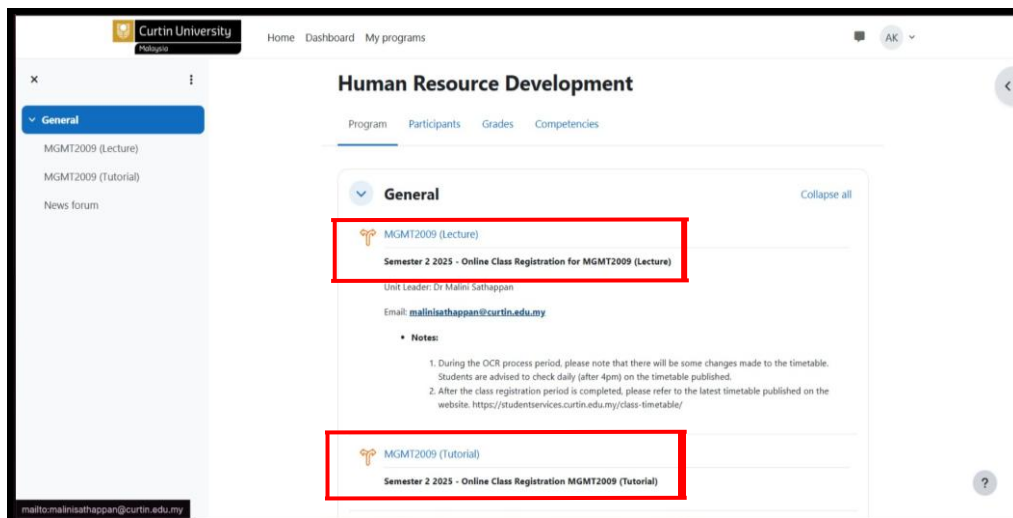 Curtin University
Malaysia
Home Dashboard My programs
AK
General
MGMT2009 (Lecture)
MGMT2009 (Tutorial)
News forum
Human Resource Development
Program Participants Grades Competencies
General
Collapse all
MGMT2009 (Lecture)
Semester 2 2025 - Online Class Registration for MGMT2009 (Lecture)
Unit Leader: Dr Malini Sathappan
Email: malinisathappan@curtin.edu.my
• Notes:
1. During the OCR process period, please note that there will be some changes made to the timetable.
Students are advised to check daily (after 4pm) on the timetable published.
2. After the class registration period is completed, please refer to the latest timetable published on the
website. https://studentservices.curtin.edu.my/class-timetable/
MGMT2009 (Tutorial)
Semester 2 2025 - Online Class Registration MGMT2009 (Tutorial)
?
mailto:malinisathappan@curtin.edu.my